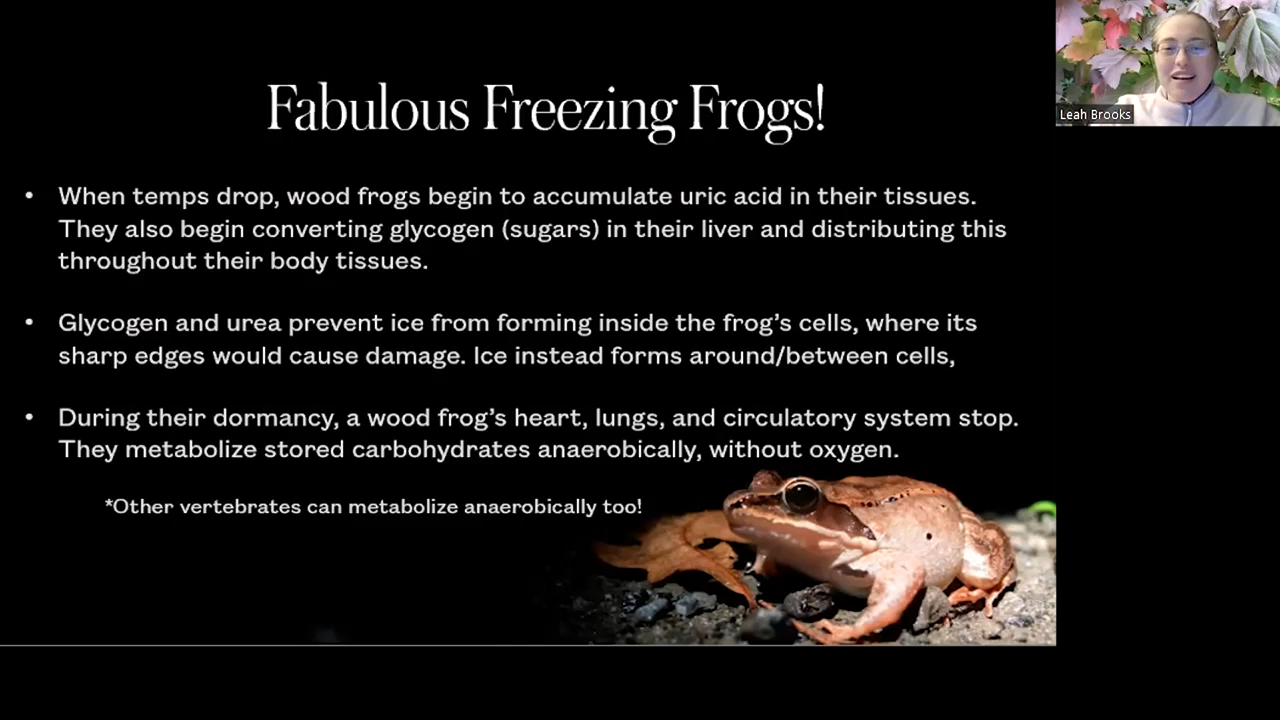 Fabulous Freezing Frogs!
Leah Brooks
• When temps drop, wood frogs begin to accumulate uric acid in their tissues.
They also begin converting glycogen (sugars) in their liver and distributing this
throughout their body tissues.
• Glycogen and urea prevent ice from forming inside the frog’s cells, where its
sharp edges would cause damage. Ice instead forms around/between cells,
• During their dormancy, a wood frog’s heart, lungs, and circulatory system stop.
They metabolize stored carbohydrates anaerobically, without oxygen.
*Other vertebrates can metabolize anaerobically too!